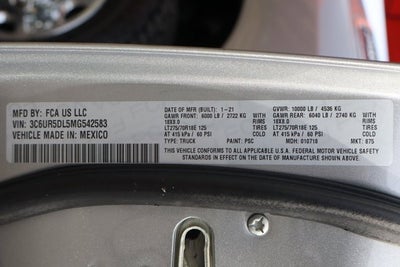 MFD BY: FCA US LLC
VIN: 3C6UR5DL5MG542583
VEHICLE MADE IN: MEXICO
DATE OF MFR (BUILT): 1-21 GVWR: 10000 LB / 4536 KG
GAWR FRONT: 6000 LB / 2722 KG GAWR REAR: 6040 LB / 2740 KG
18X8.0 RIMS 18X8.0 RIMS
LT275/70R18E 125 TIRES LT275/70R18E 125 TIRES
AT 415 kPa / 60 PSI COLD AT 415 kPa / 60 PSI COLD
TYPE: TRUCK PAINT: PSC MDH: 010718 MKT: 875
THIS VEHICLE CONFORMS TO ALL APPLICABLE U.S.A. FEDERAL MOTOR VEHICLE SAFETY
STANDARDS IN EFFECT ON THE DATE OF MANUFACTURE SHOWN ABOVE.